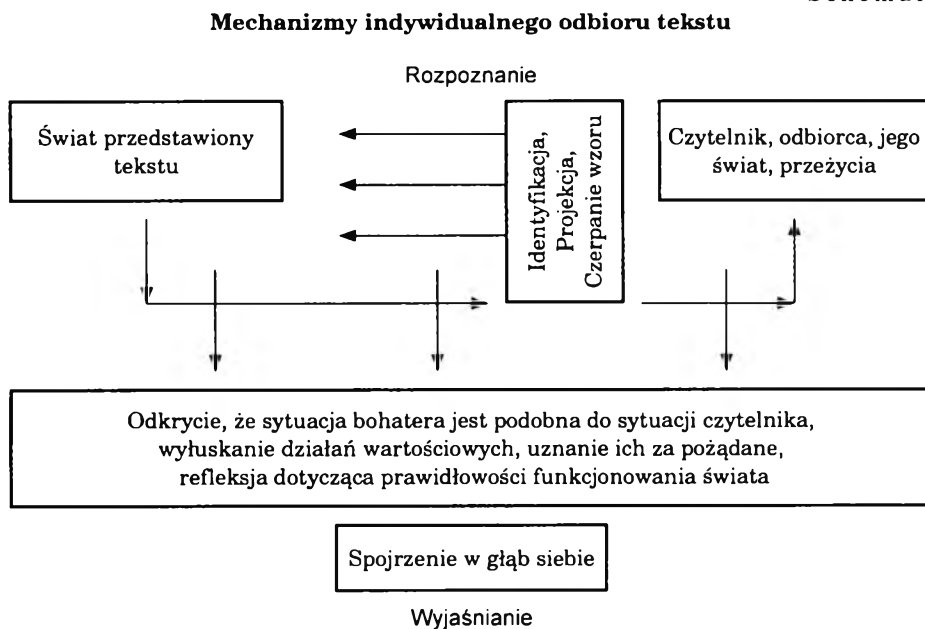 Mechanizmy indywidualnego odbioru tekstu
Rozpoznanie
Świat przedstawiony
tekstu
Identyfikacja,
Projekcja,
Czerpanie wzoru
Czytelnik, odbiorca, jego
świat, przeżycia
Odkrycie, że sytuacja bohatera jest podobna do sytuacji czytelnika,
wyłuskanie działań wartościowych, uznanie ich za pożądane,
refleksja dotycząca prawidłowości funkcjonowania świata
Spojrzenie w głąb siebie
Wyjaśnianie